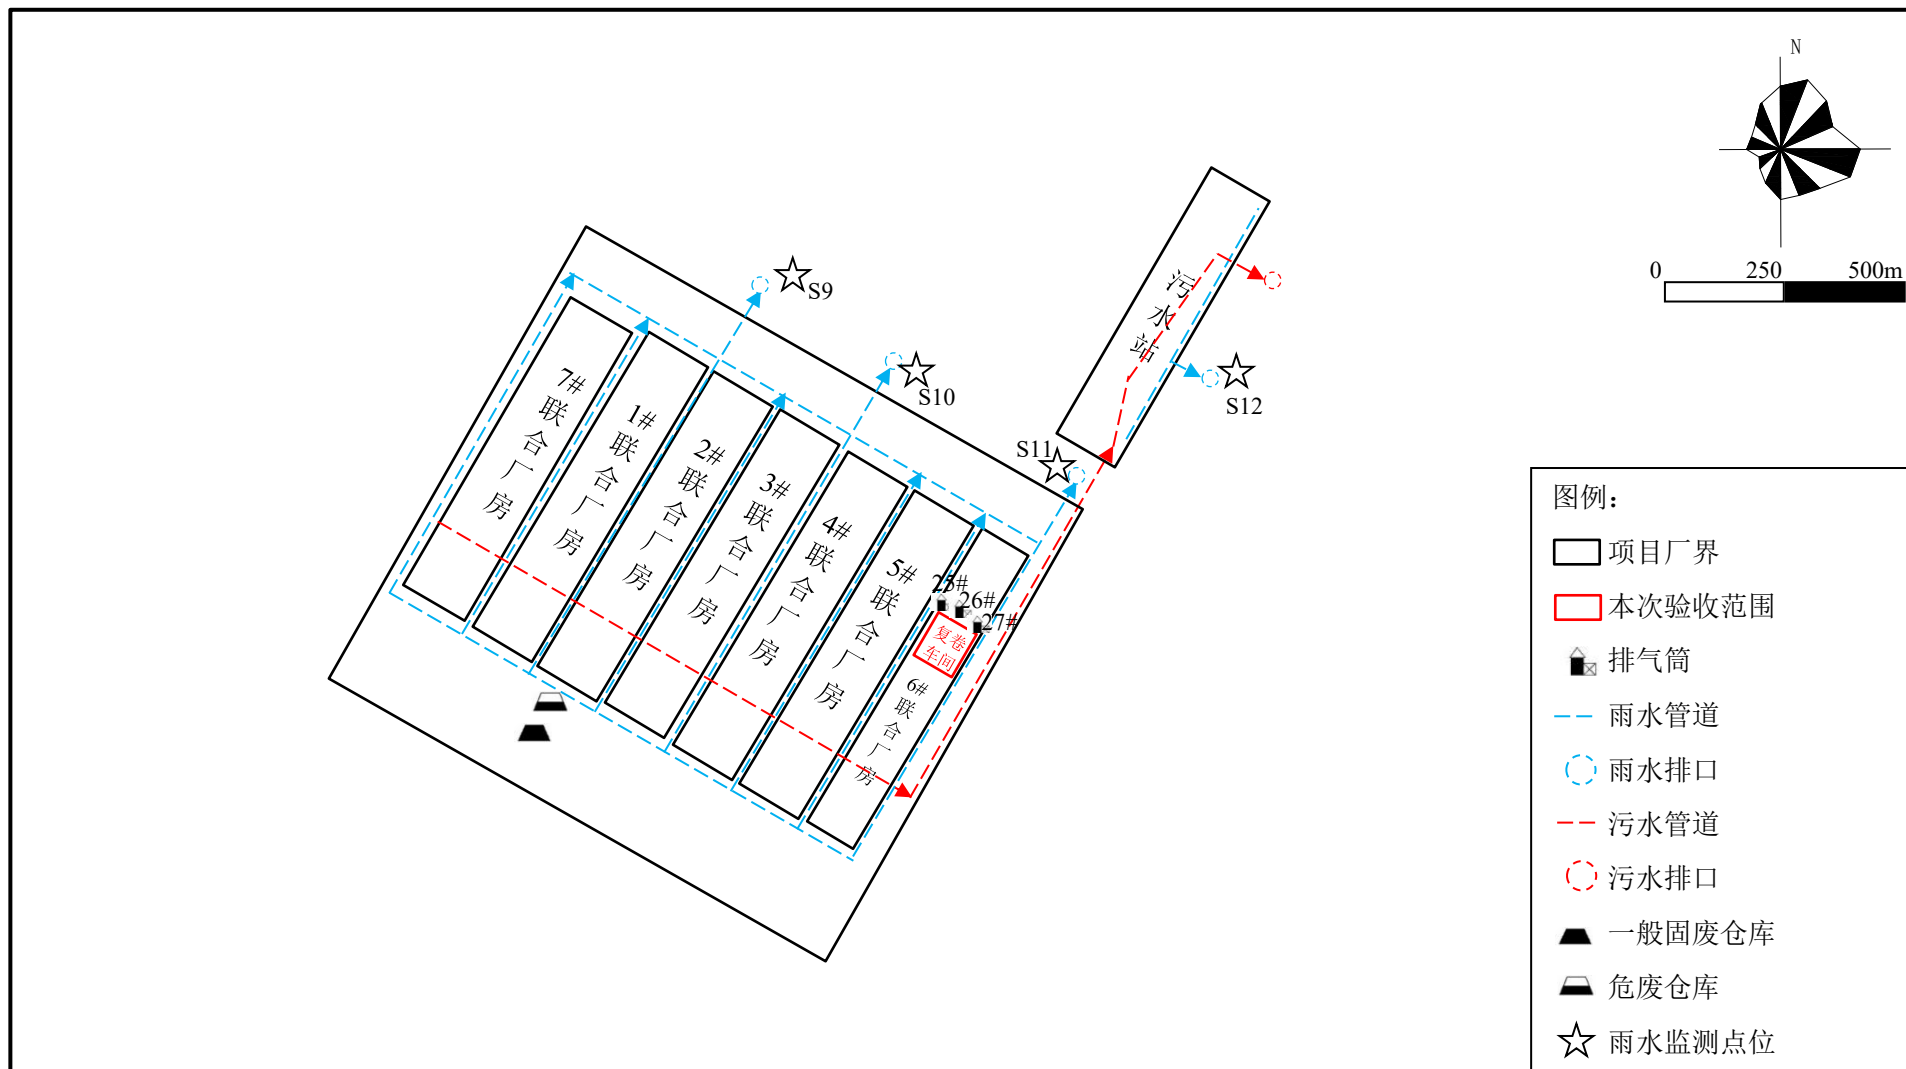 N
0 250 500m
S9
S10
S11
S12
污水站
7#联合厂房
1#联合厂房
2#联合厂房
3#联合厂房
4#联合厂房
5#联合厂房
25#
26#
27#
复卷
车间
6#联合厂房
图例：
项目厂界
本次验收范围
排气筒
雨水管道
雨水排口
污水管道
污水排口
一般固废仓库
危废仓库
雨水监测点位